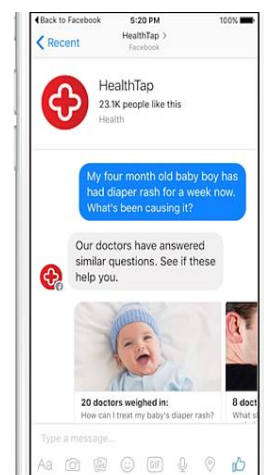 Back to Facebook 5:20 PM 100%
Recent
HealthTap >
Facebook
HealthTap
23.1K people like this
Health
My four month old baby boy has
had diaper rash for a week now.
What's been causing it?
Our doctors have answered
similar questions. See if these
help you.
20 doctors weighed in:
How can I treat my baby's diaper rash?
8 doct
What s
Type a message...
Aa
GIF